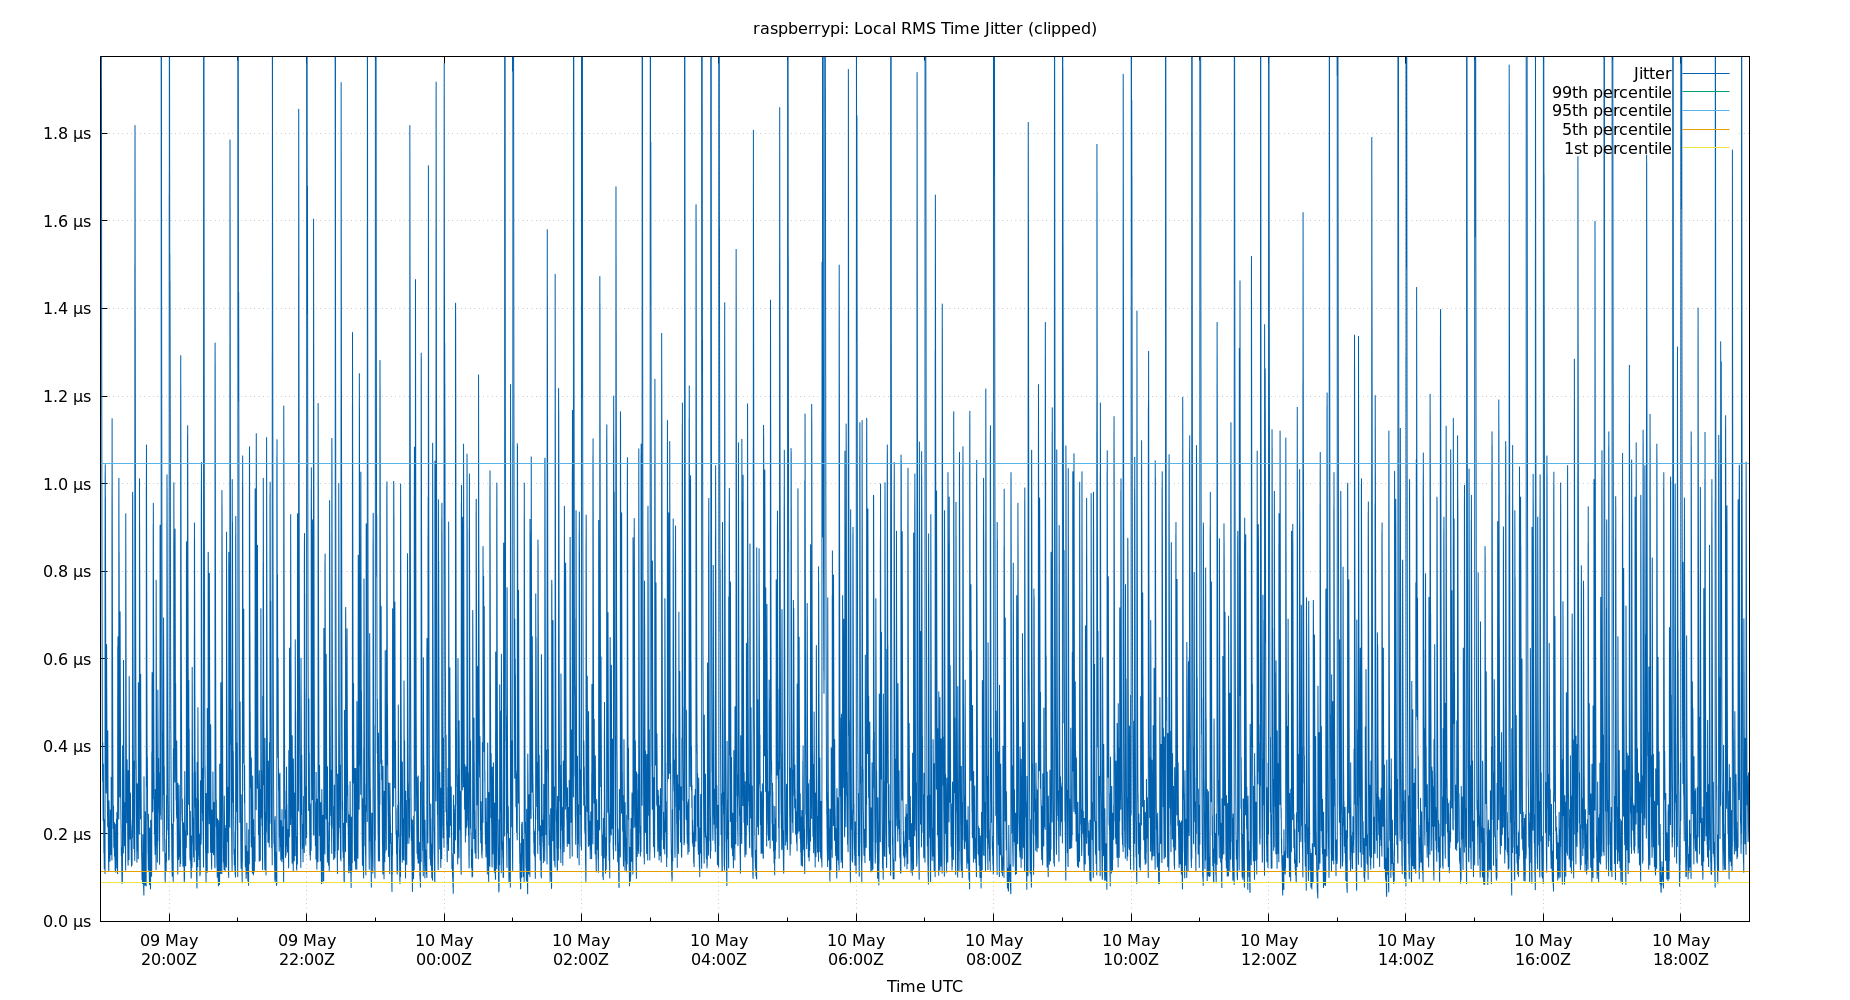 raspberrypi: Local RMS Time Jitter (clipped)
Jitter
99th percentile
95th percentile
5th percentile
1st percentile
1.8 µs
1.6 µs
1.4 µs
1.2 µs
1.0 µs
0.8 µs
0.6 µs
0.4 µs
0.2 µs
0.0 µs
09 May 09 May 10 May 10 May 10 May 10 May 10 May 10 May 10 May 10 May 10 May 10 May
20:00Z 22:00Z 00:00Z 02:00Z 04:00Z 06:00Z 08:00Z 10:00Z 12:00Z 14:00Z 16:00Z 18:00Z
Time UTC